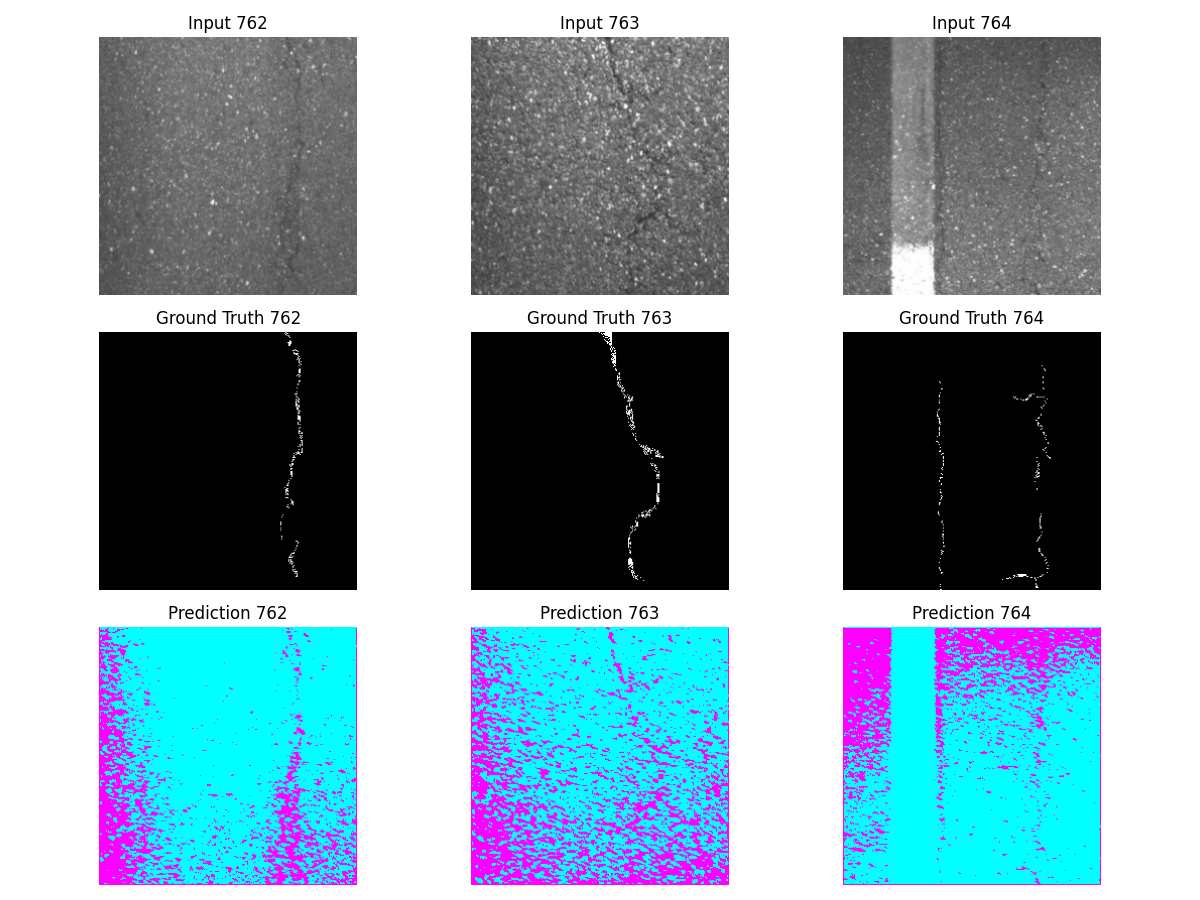 Input 762
Input 763
Input 764
Ground Truth 762
Ground Truth 763
Ground Truth 764
Prediction 762
Prediction 763
Prediction 764